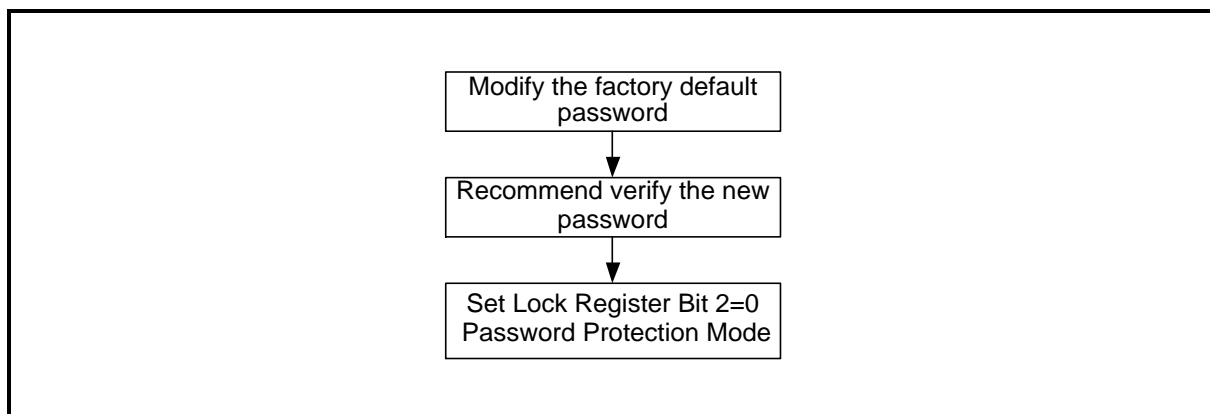 Modify the factory default
password
Recommend verify the new
password
Set Lock Register Bit 2=0
Password Protection Mode